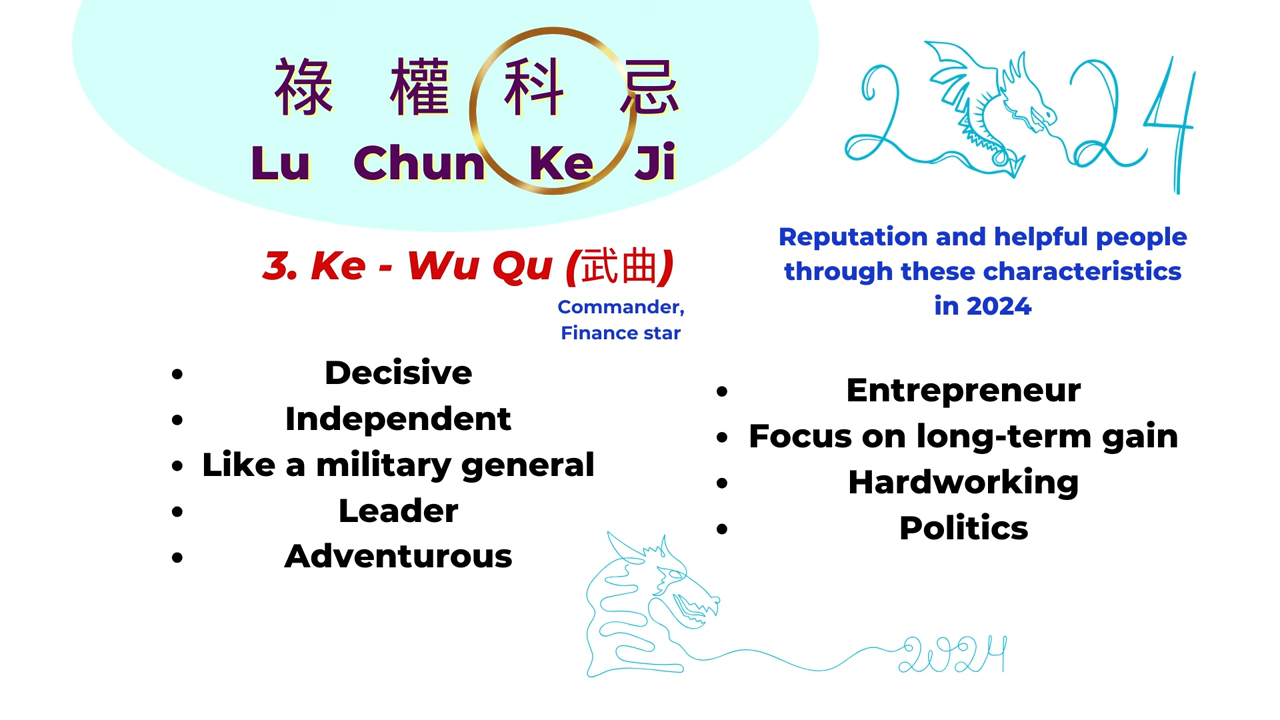 祿 權 科 忌
Lu Chun Ke Ji
2024
3. Ke - Wu Qu (武曲)
Commander,
Finance star
Reputation and helpful people
through these characteristics
in 2024
• Decisive
• Independent
• Like a military general
• Leader
• Adventurous
• Entrepreneur
• Focus on long-term gain
• Hardworking
• Politics
2024